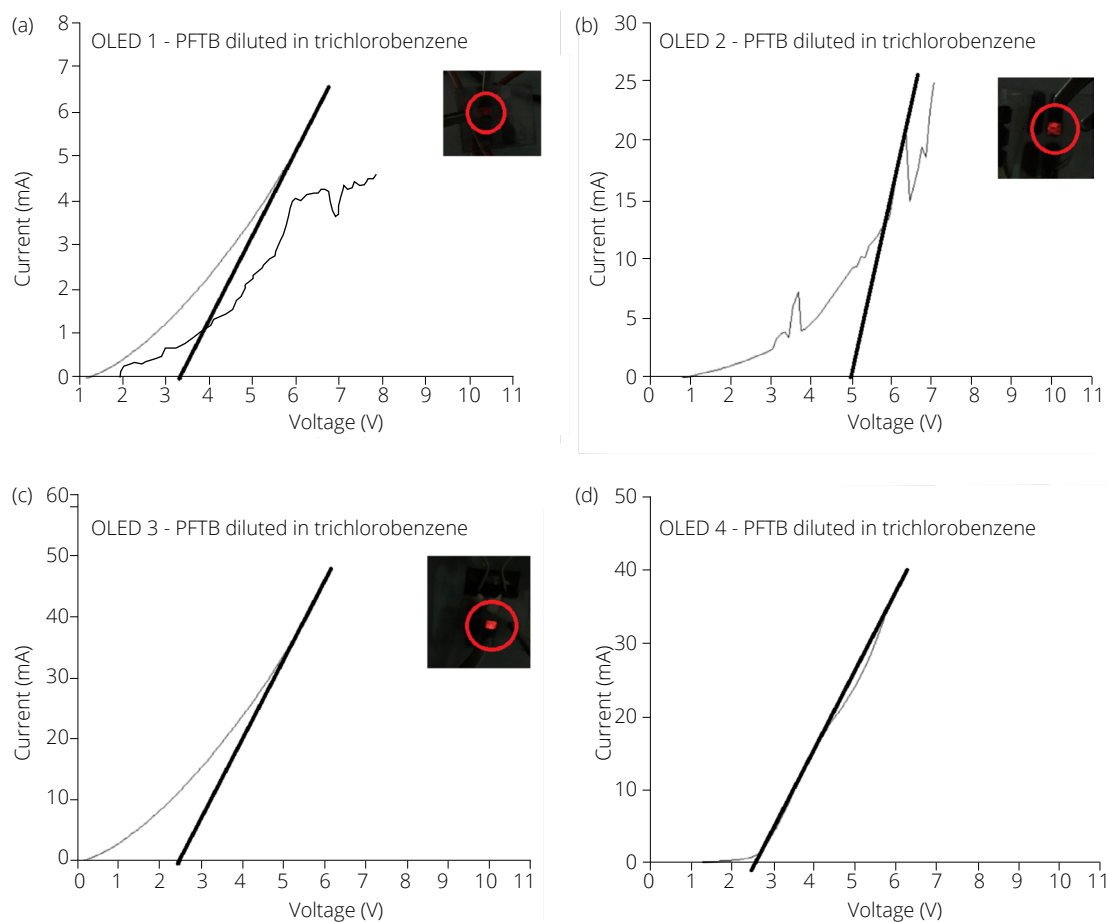 (a)
OLED 1 - PFTB diluted in trichlorobenzene
8
7
6
5
4
3
2
1
0
Current (mA)
1 2 3 4 5 6 7 8 9 10 11
Voltage (V)
(b)
OLED 2 - PFTB diluted in trichlorobenzene
30
25
20
15
10
5
0
Current (mA)
0 1 2 3 4 5 6 7 8 9 10 11
Voltage (V)
(c)
OLED 3 - PFTB diluted in trichlorobenzene
60
50
40
30
20
10
0
Current (mA)
0 1 2 3 4 5 6 7 8 9 10 11
Voltage (V)
(d)
OLED 4 - PFTB diluted in trichlorobenzene
50
40
30
20
10
0
Current (mA)
0 1 2 3 4 5 6 7 8 9 10 11
Voltage (V)